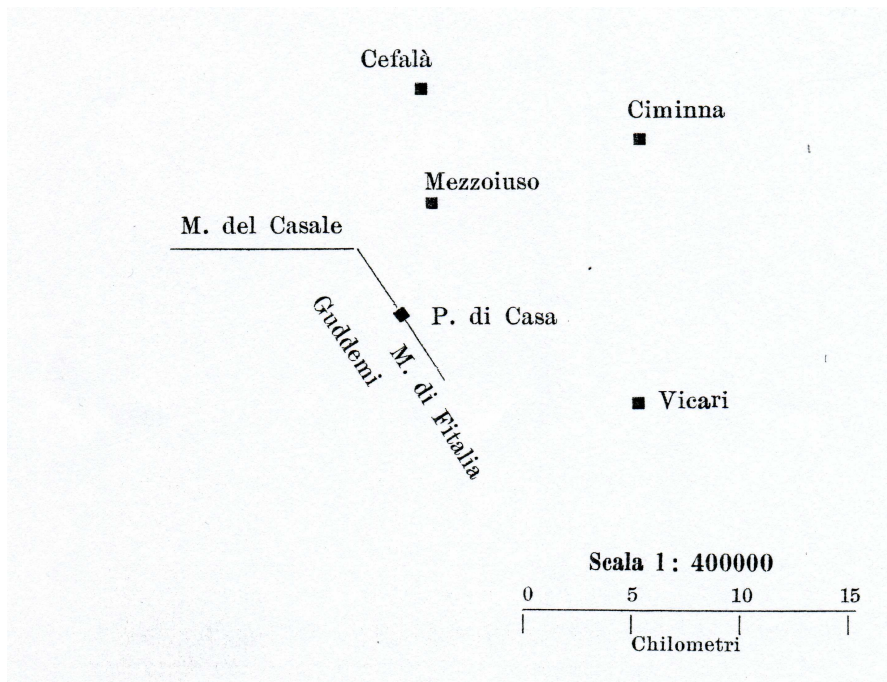 Cefalà
Ciminna
Mezzoiuso
M. del Casale
Guddemi
P. di Casa
M. di Fitalia
Vicari
Scala 1: 400000
0 5 10 15
Chilometri